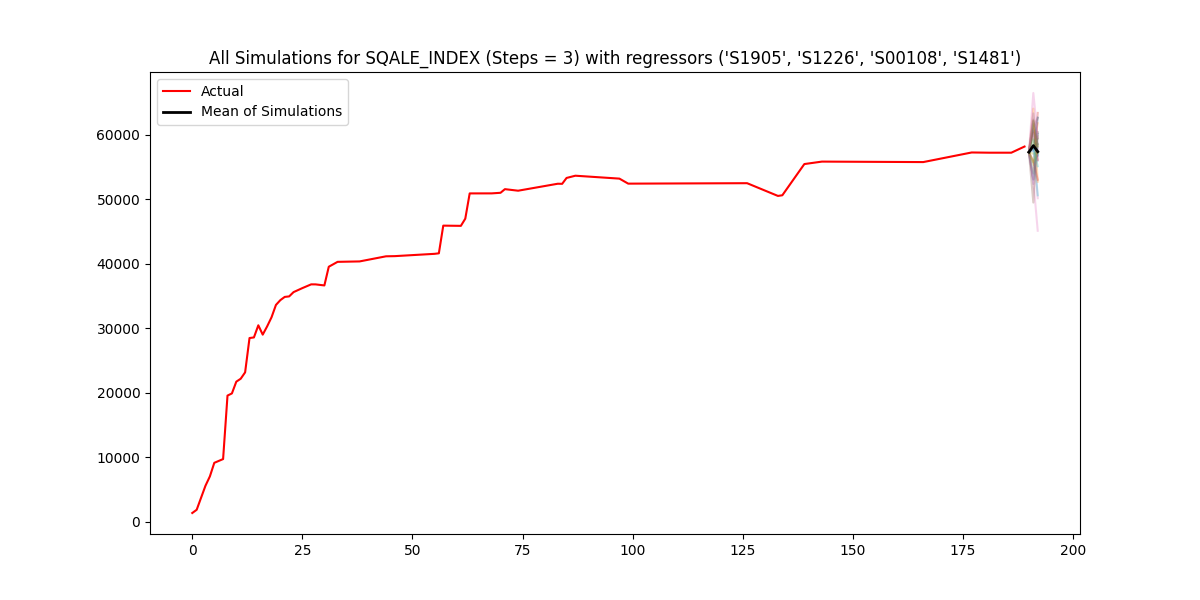 All Simulations for SQALE_INDEX (Steps = 3) with regressors ('S1905', 'S1226', 'S00108', 'S1481')
Actual
Mean of Simulations
60000
50000
40000
30000
20000
10000
0
0 25 50 75 100 125 150 175 200